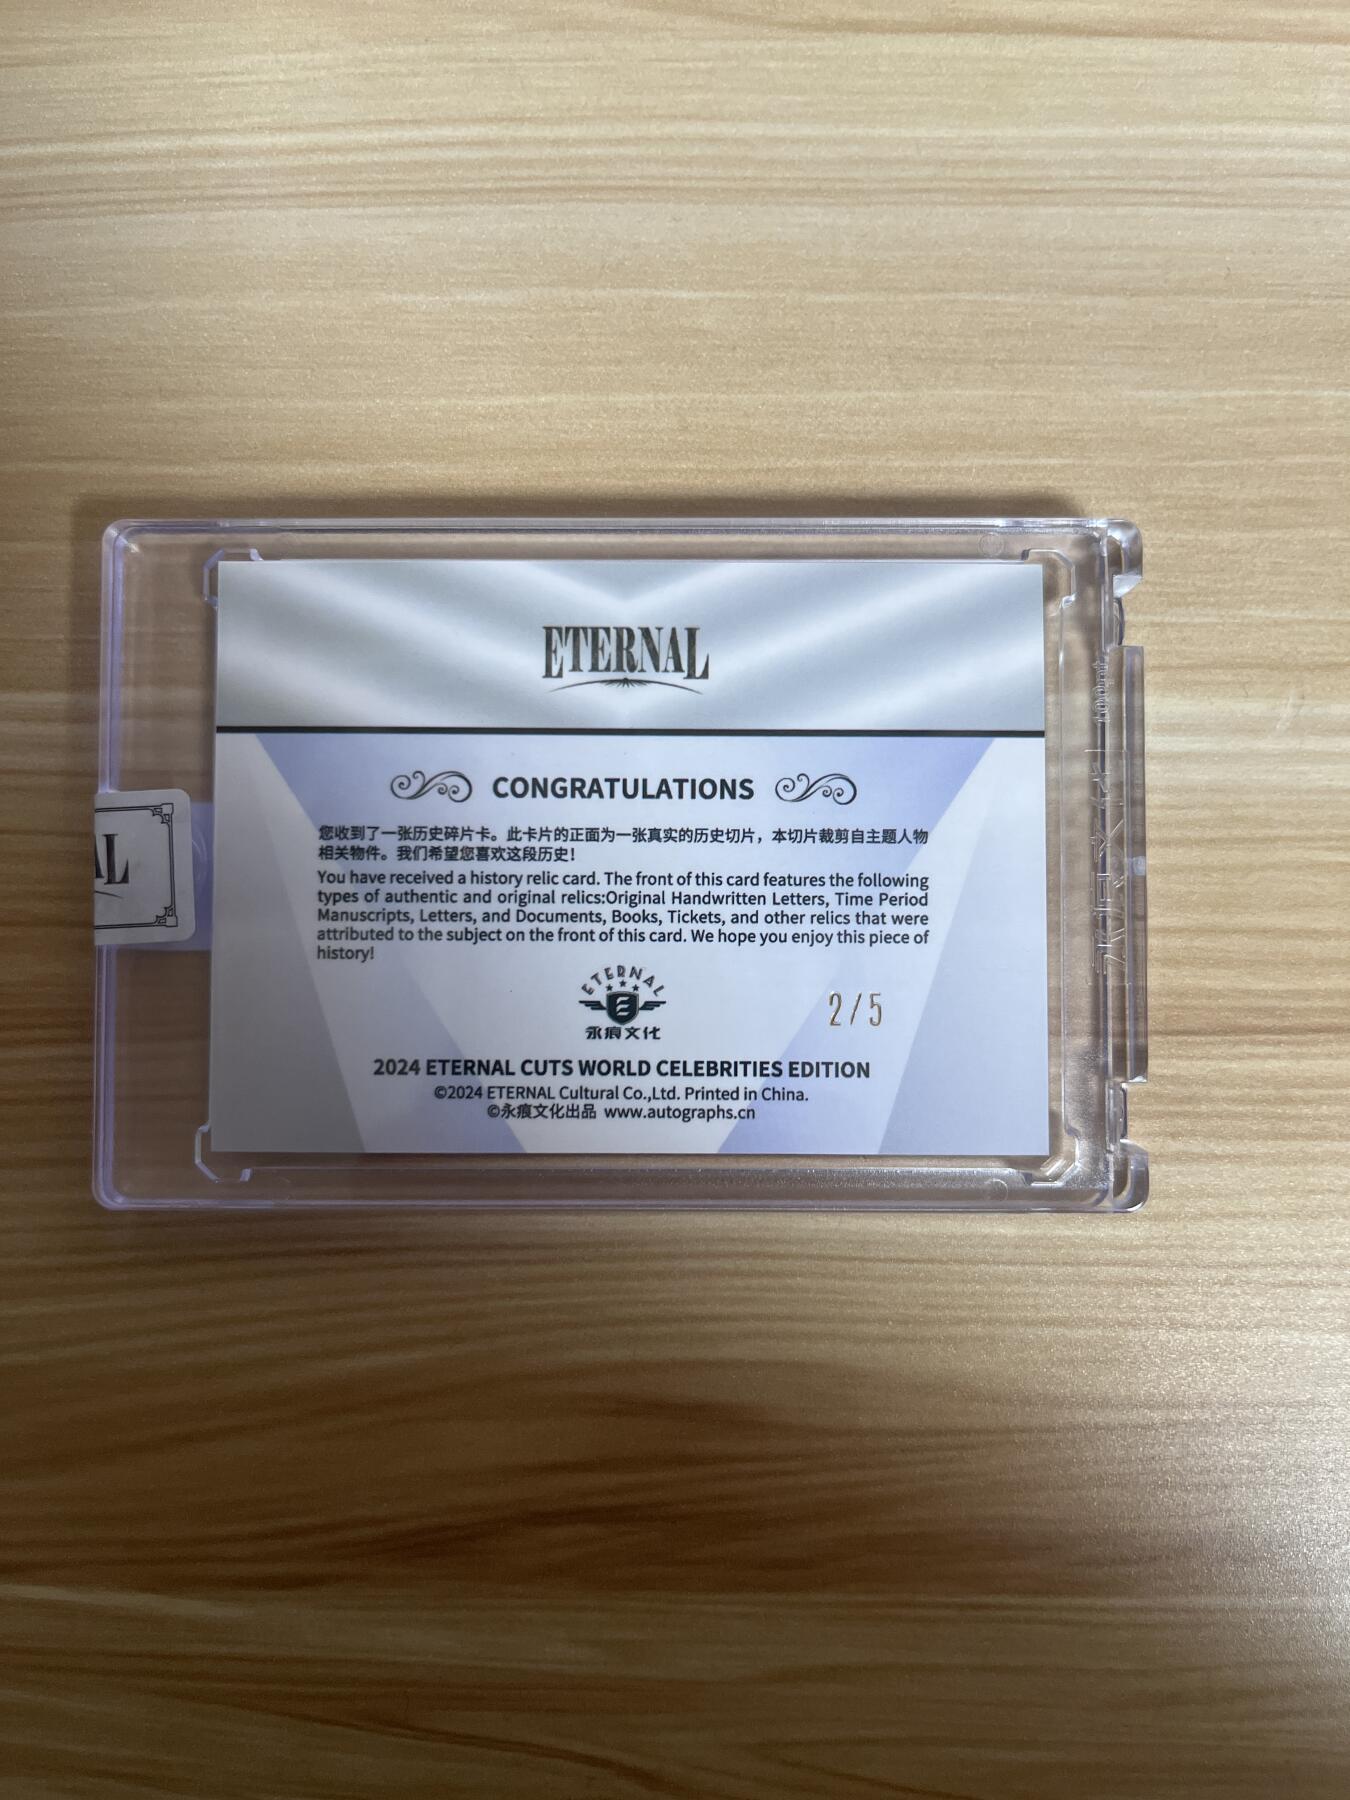 ETERNAL
CONGRATULATIONS
您收到了一张历史碎片卡。此卡片的正面为一张真实的历史切片，本切片裁剪自主题人物
相关物件。我们希望您喜欢这段历史！
You have received a history relic card. The front of this card features the following
types of authentic and original relics:Original Handwritten Letters, Time Period
Manuscripts, Letters, and Documents, Books, Tickets, and other relics that were
attributed to the subject on the front of this card. We hope you enjoy this piece of
history!
ETERNAL
永痕文化
2/5
2024 ETERNAL CUTS WORLD CELEBRITIES EDITION
©2024 ETERNAL Cultural Co.,Ltd. Printed in China.
©永痕文化出品 www.autographs.cn
AL
永痕文化 100pt